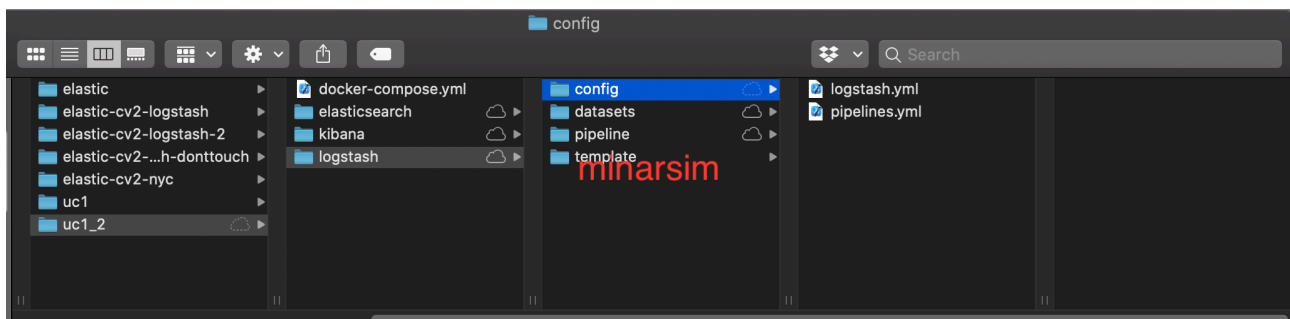 config
Search
elastic
elastic-cv2-logstash
elastic-cv2-logstash-2
elastic-cv2-...h-donttouch
elastic-cv2-nyc
uc1
uc1_2
docker-compose.yml
elasticsearch
kibana
logstash
config
datasets
pipeline
template
minarsim
logstash.yml
pipelines.yml